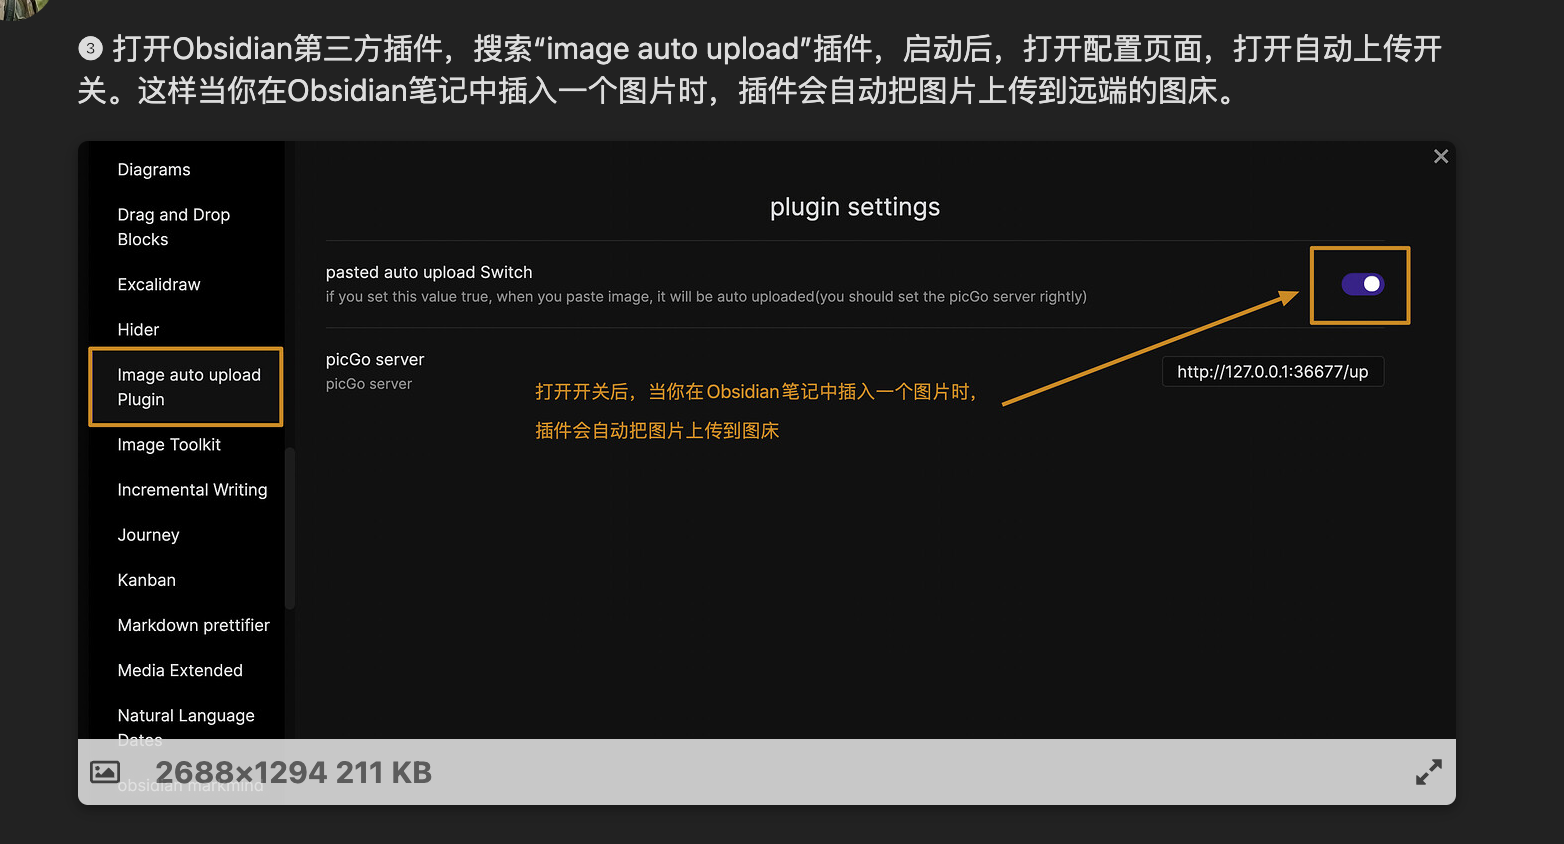 ❸ 打开Obsidian第三方插件，搜索“image auto upload”插件，启动后，打开配置页面，打开自动上传开
关。这样当你在Obsidian笔记中插入一个图片时，插件会自动把图片上传到远端的图床。
Diagrams
Drag and Drop
Blocks
Excalidraw
Hider
Image auto upload
Plugin
Image Toolkit
Incremental Writing
Journey
Kanban
Markdown prettifier
Media Extended
Natural Language
Dates
obsidian markmind
plugin settings
pasted auto upload Switch
if you set this value true, when you paste image, it will be auto uploaded(you should set the picGo server rightly)
picGo server
picGo server
http://127.0.0.1:36677/up
打开开关后，当你在Obsidian笔记中插入一个图片时，
插件会自动把图片上传到图床
2688×1294 211 KB